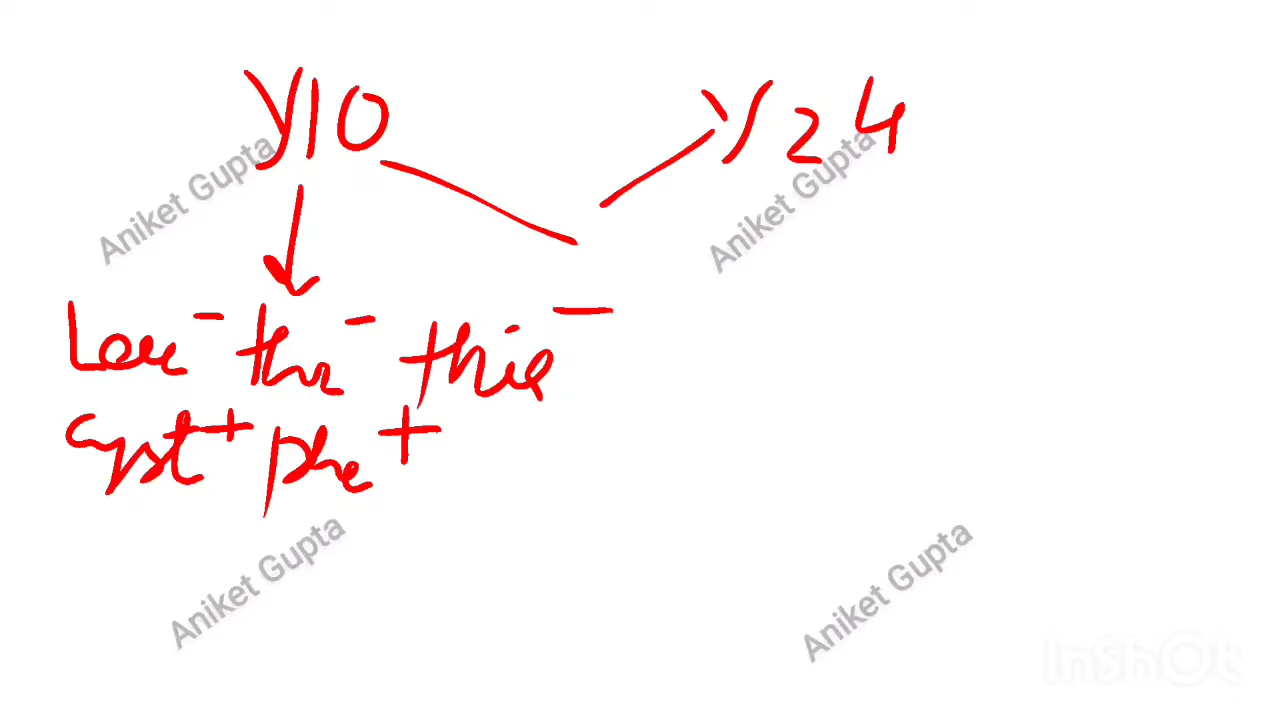 Y10 Y24
Leu⁻ thr⁻ thi⁻
cyst⁺ phe⁺
Aniket Gupta Aniket Gupta
Aniket Gupta Aniket Gupta
InShOt